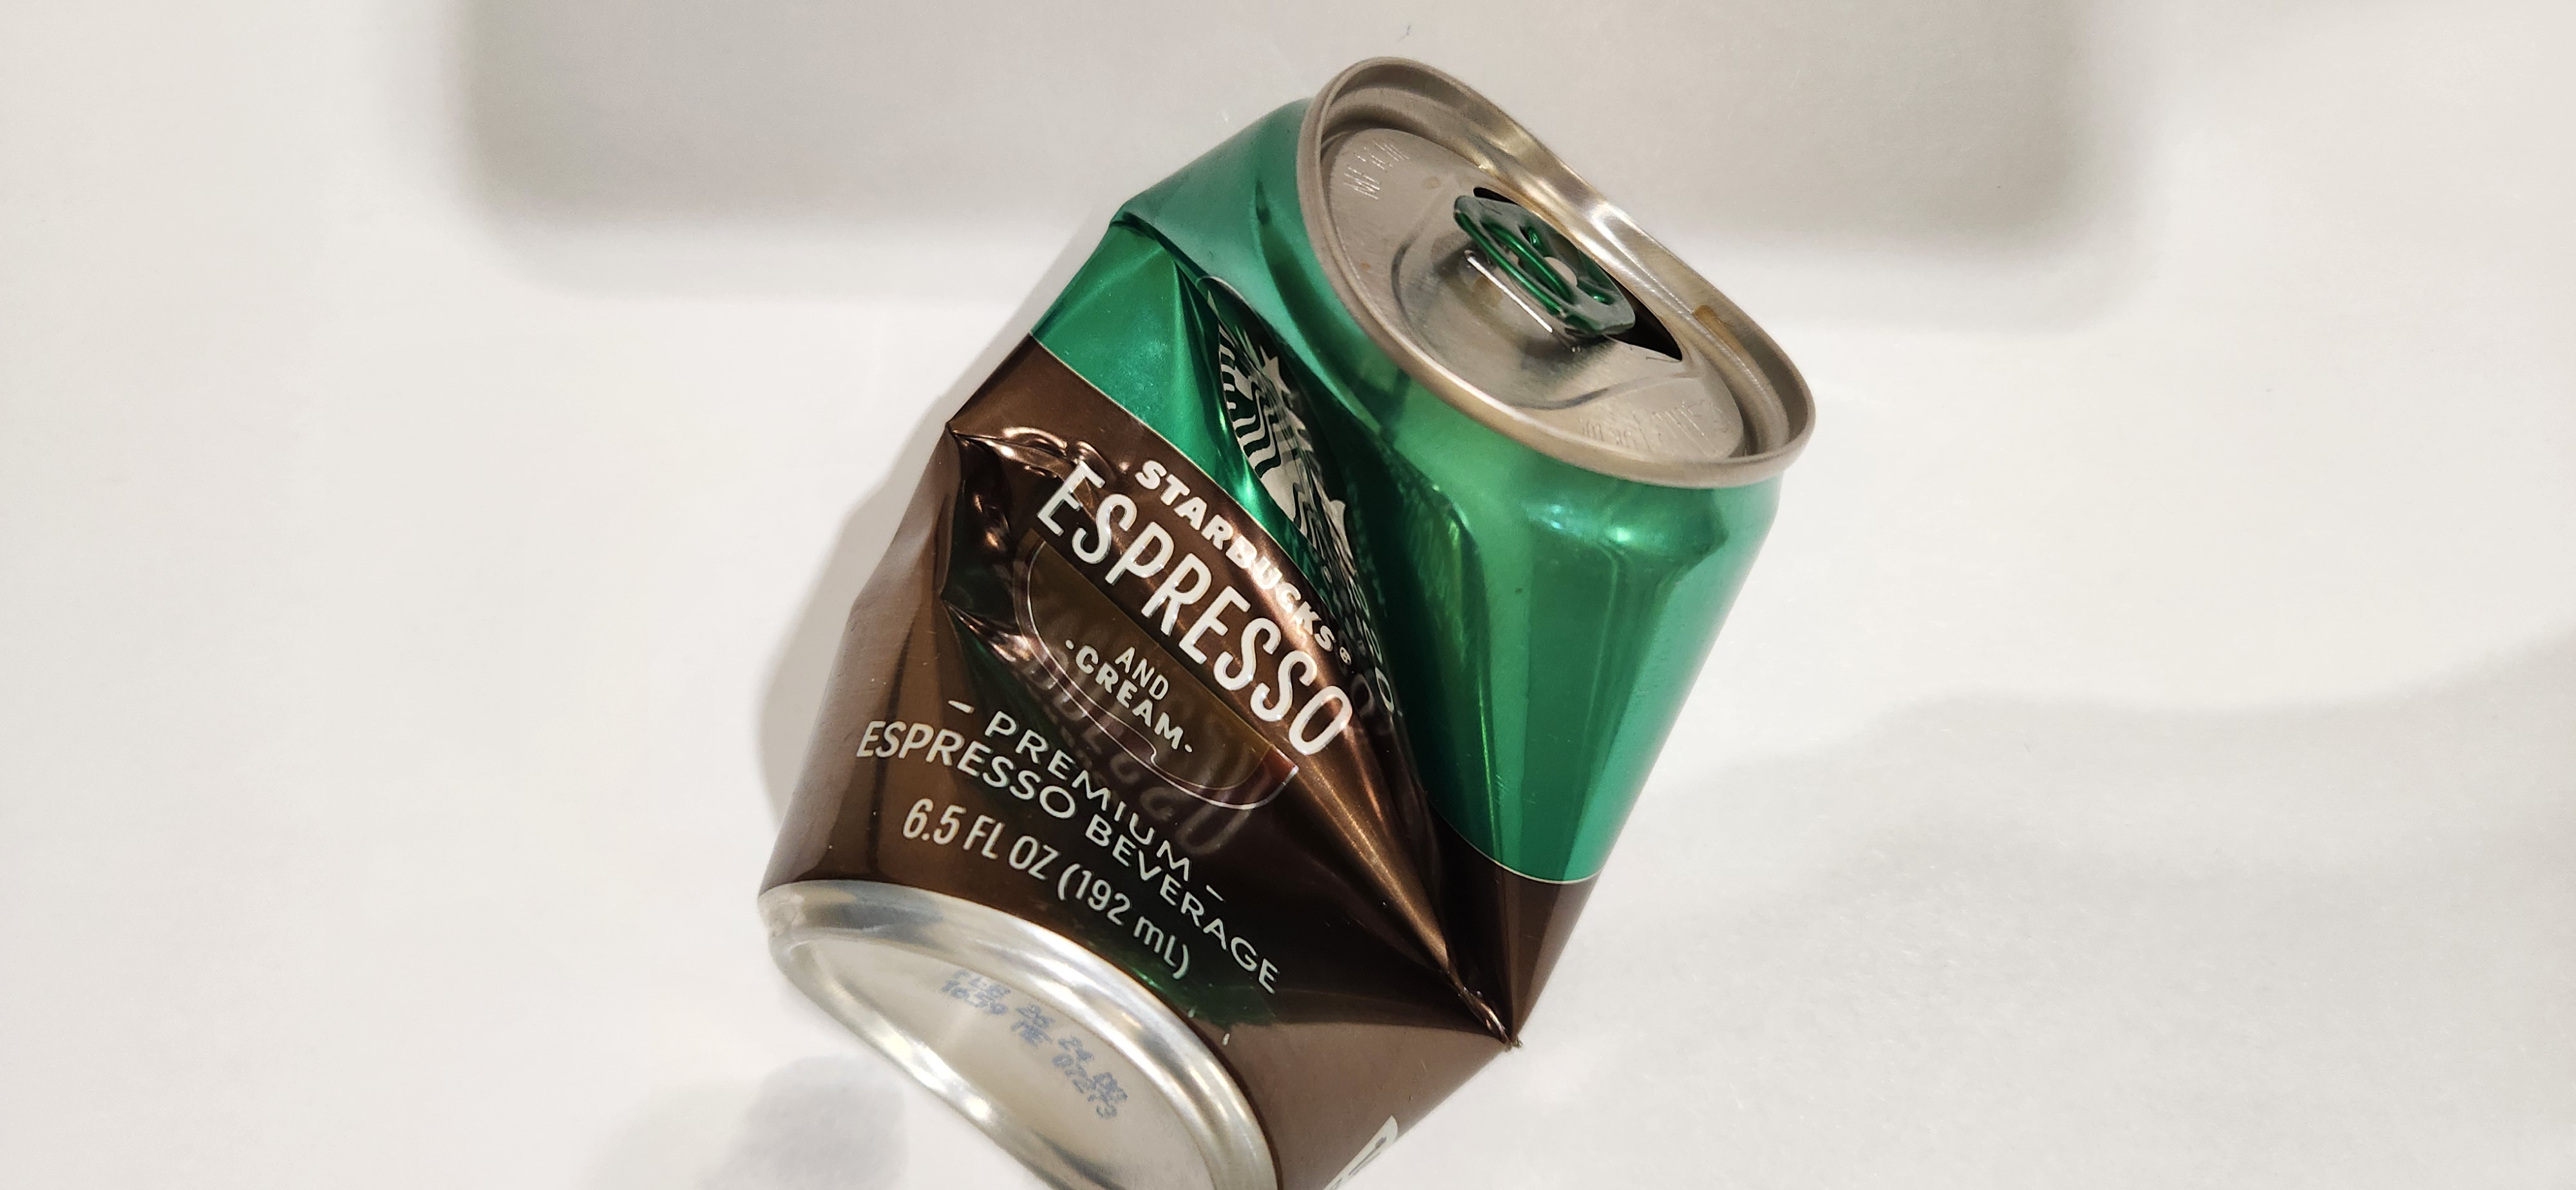 STARBUCKS®
ESPRESSO
AND
·CREAM·
– PREMIUM –
ESPRESSO BEVERAGE
6.5 FL OZ (192 mL)